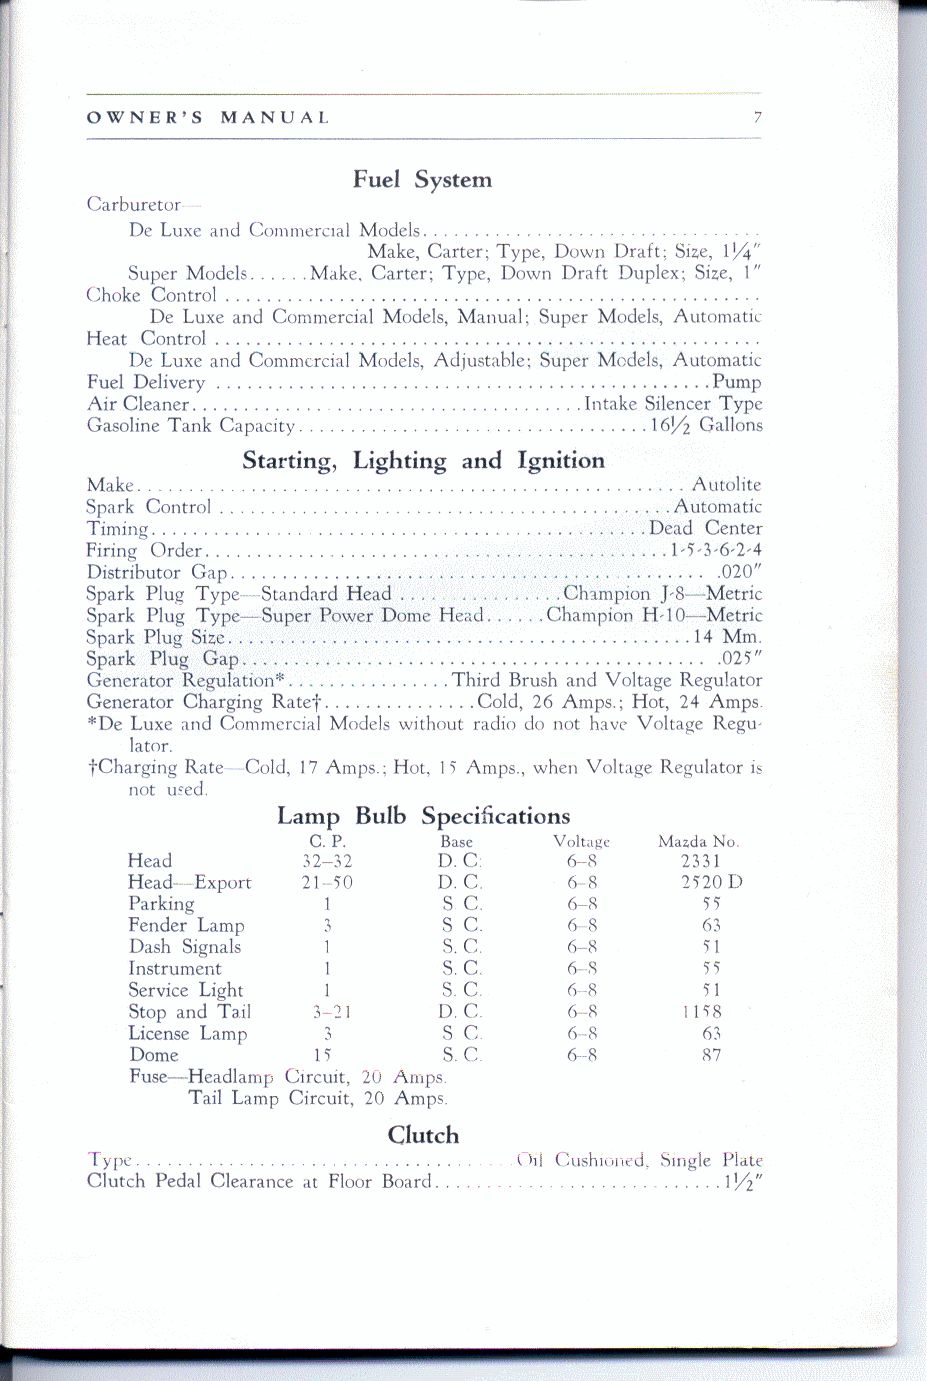 OWNER'S MANUAL 7
Fuel System
Carburetor—
De Luxe and Commercial Models................................
Make, Carter; Type, Down Draft; Size, 1¼"
Super Models......Make, Carter; Type, Down Draft Duplex; Size, 1"
Choke Control ....................................................
De Luxe and Commercial Models, Manual; Super Models, Automatic
Heat Control .....................................................
De Luxe and Commercial Models, Adjustable; Super Models, Automatic
Fuel Delivery ................................................Pump
Air Cleaner......................................Intake Silencer Type
Gasoline Tank Capacity..................................16½ Gallons
Starting, Lighting and Ignition
Make..................................................... Autolite
Spark Control ............................................Automatic
Timing................................................Dead Center
Firing Order.............................................1-5-3-6-2-4
Distributor Gap................................................020"
Spark Plug Type—Standard Head ................Champion J-8—Metric
Spark Plug Type—Super Power Dome Head......Champion H-10—Metric
Spark Plug Size.............................................14 Mm.
Spark Plug Gap.............................................. .025"
Generator Regulation*................Third Brush and Voltage Regulator
Generator Charging Rate†...............Cold, 26 Amps.; Hot, 24 Amps.
*De Luxe and Commercial Models without radio do not have Voltage Regu-
lator.
†Charging Rate—Cold, 17 Amps.; Hot, 15 Amps., when Voltage Regulator is
not used.
Lamp Bulb Specifications
C. P. Base Voltage Mazda No.
Head 32–32 D. C. 6–8 2331
Head—Export 21–50 D. C. 6–8 2520 D
Parking 1 S C. 6–8 55
Fender Lamp 3 S C. 6–8 63
Dash Signals 1 S. C. 6–8 51
Instrument 1 S. C. 6–8 55
Service Light 1 S. C. 6–8 51
Stop and Tail 3–21 D. C. 6–8 1158
License Lamp 3 S C. 6–8 63
Dome 15 S. C. 6–8 87
Fuse—Headlamp Circuit, 20 Amps.
Tail Lamp Circuit, 20 Amps.
Clutch
Type.....................................Oil Cushioned, Single Plate
Clutch Pedal Clearance at Floor Board............................1½"